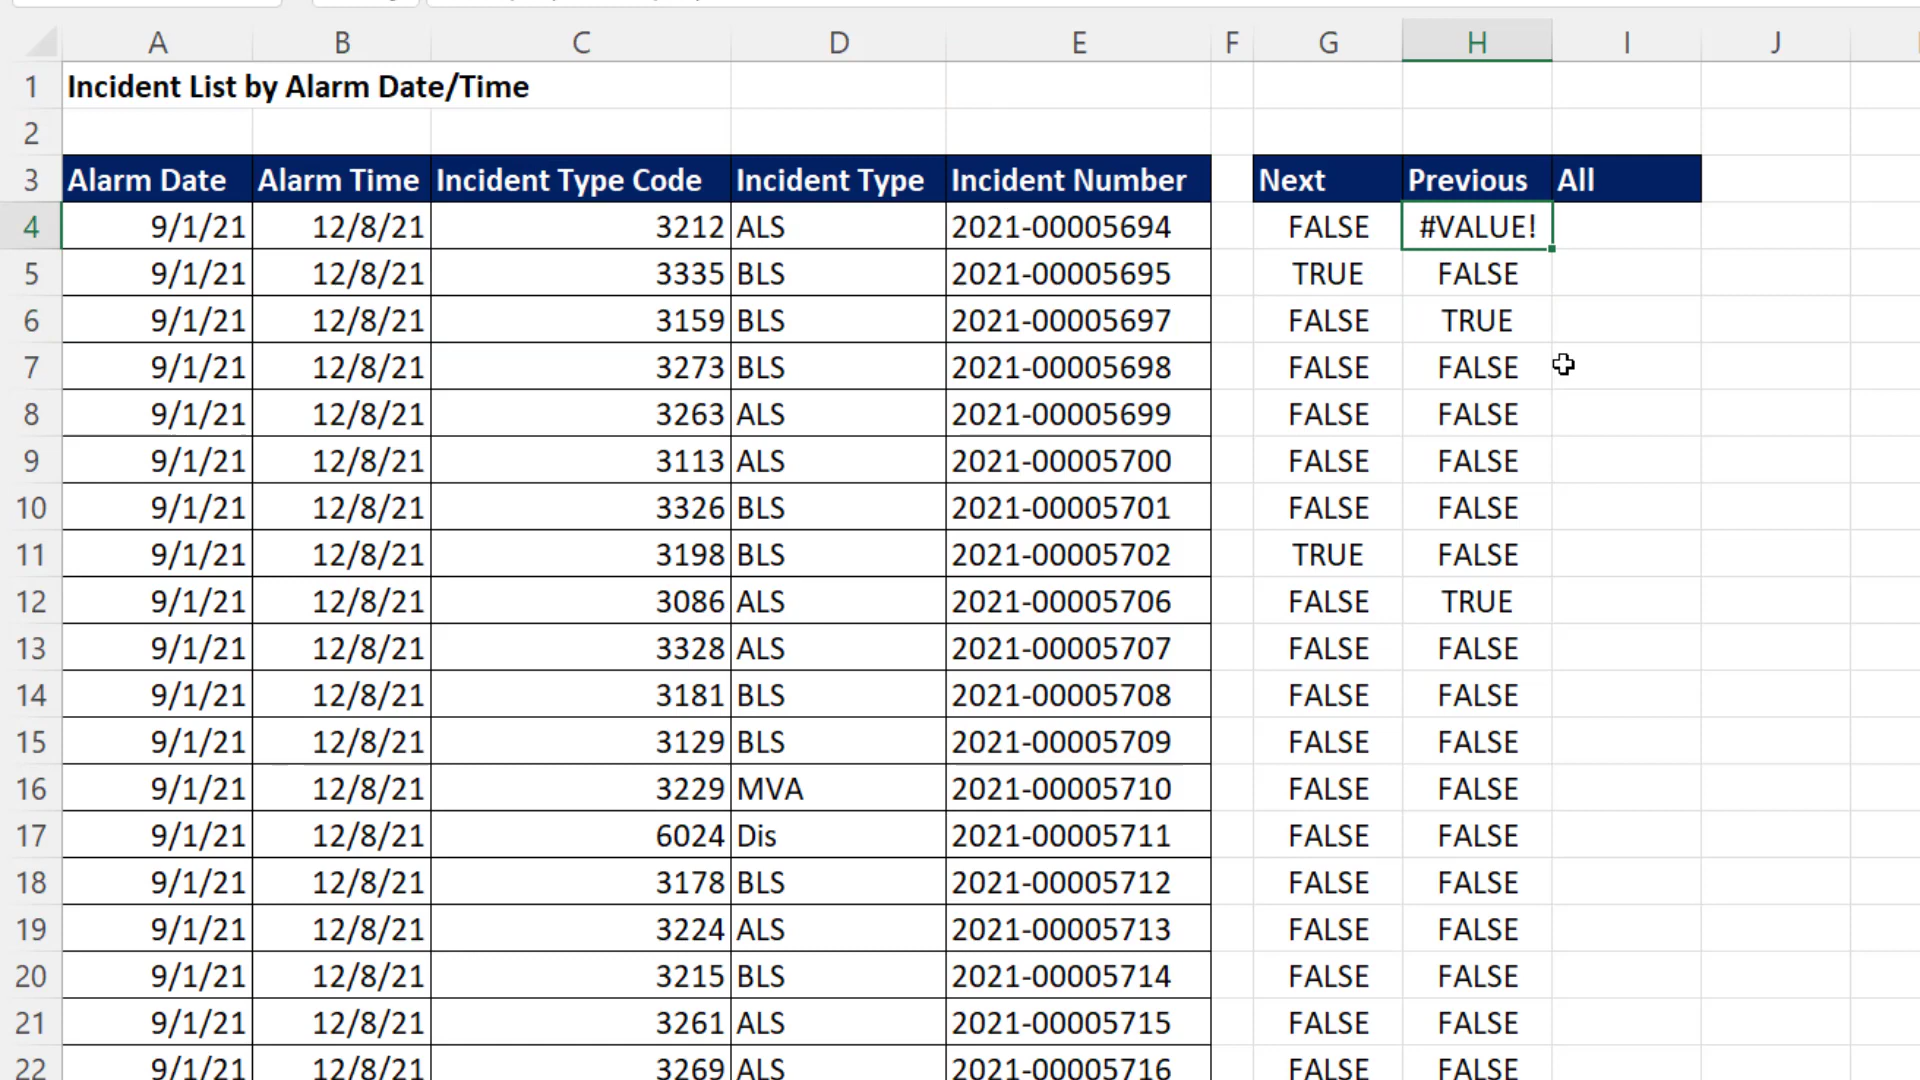 A B C D E F G H I J
1 Incident List by Alarm Date/Time
2
3 Alarm Date Alarm Time Incident Type Code Incident Type Incident Number Next Previous All
4 9/1/21 12/8/21 3212 ALS 2021-00005694 FALSE #VALUE!
5 9/1/21 12/8/21 3335 BLS 2021-00005695 TRUE FALSE
6 9/1/21 12/8/21 3159 BLS 2021-00005697 FALSE TRUE
7 9/1/21 12/8/21 3273 BLS 2021-00005698 FALSE FALSE
8 9/1/21 12/8/21 3263 ALS 2021-00005699 FALSE FALSE
9 9/1/21 12/8/21 3113 ALS 2021-00005700 FALSE FALSE
10 9/1/21 12/8/21 3326 BLS 2021-00005701 FALSE FALSE
11 9/1/21 12/8/21 3198 BLS 2021-00005702 TRUE FALSE
12 9/1/21 12/8/21 3086 ALS 2021-00005706 FALSE TRUE
13 9/1/21 12/8/21 3328 ALS 2021-00005707 FALSE FALSE
14 9/1/21 12/8/21 3181 BLS 2021-00005708 FALSE FALSE
15 9/1/21 12/8/21 3129 BLS 2021-00005709 FALSE FALSE
16 9/1/21 12/8/21 3229 MVA 2021-00005710 FALSE FALSE
17 9/1/21 12/8/21 6024 Dis 2021-00005711 FALSE FALSE
18 9/1/21 12/8/21 3178 BLS 2021-00005712 FALSE FALSE
19 9/1/21 12/8/21 3224 ALS 2021-00005713 FALSE FALSE
20 9/1/21 12/8/21 3215 BLS 2021-00005714 FALSE FALSE
21 9/1/21 12/8/21 3261 ALS 2021-00005715 FALSE FALSE
22 9/1/21 12/8/21 3269 ALS 2021-00005716 FALSE FALSE